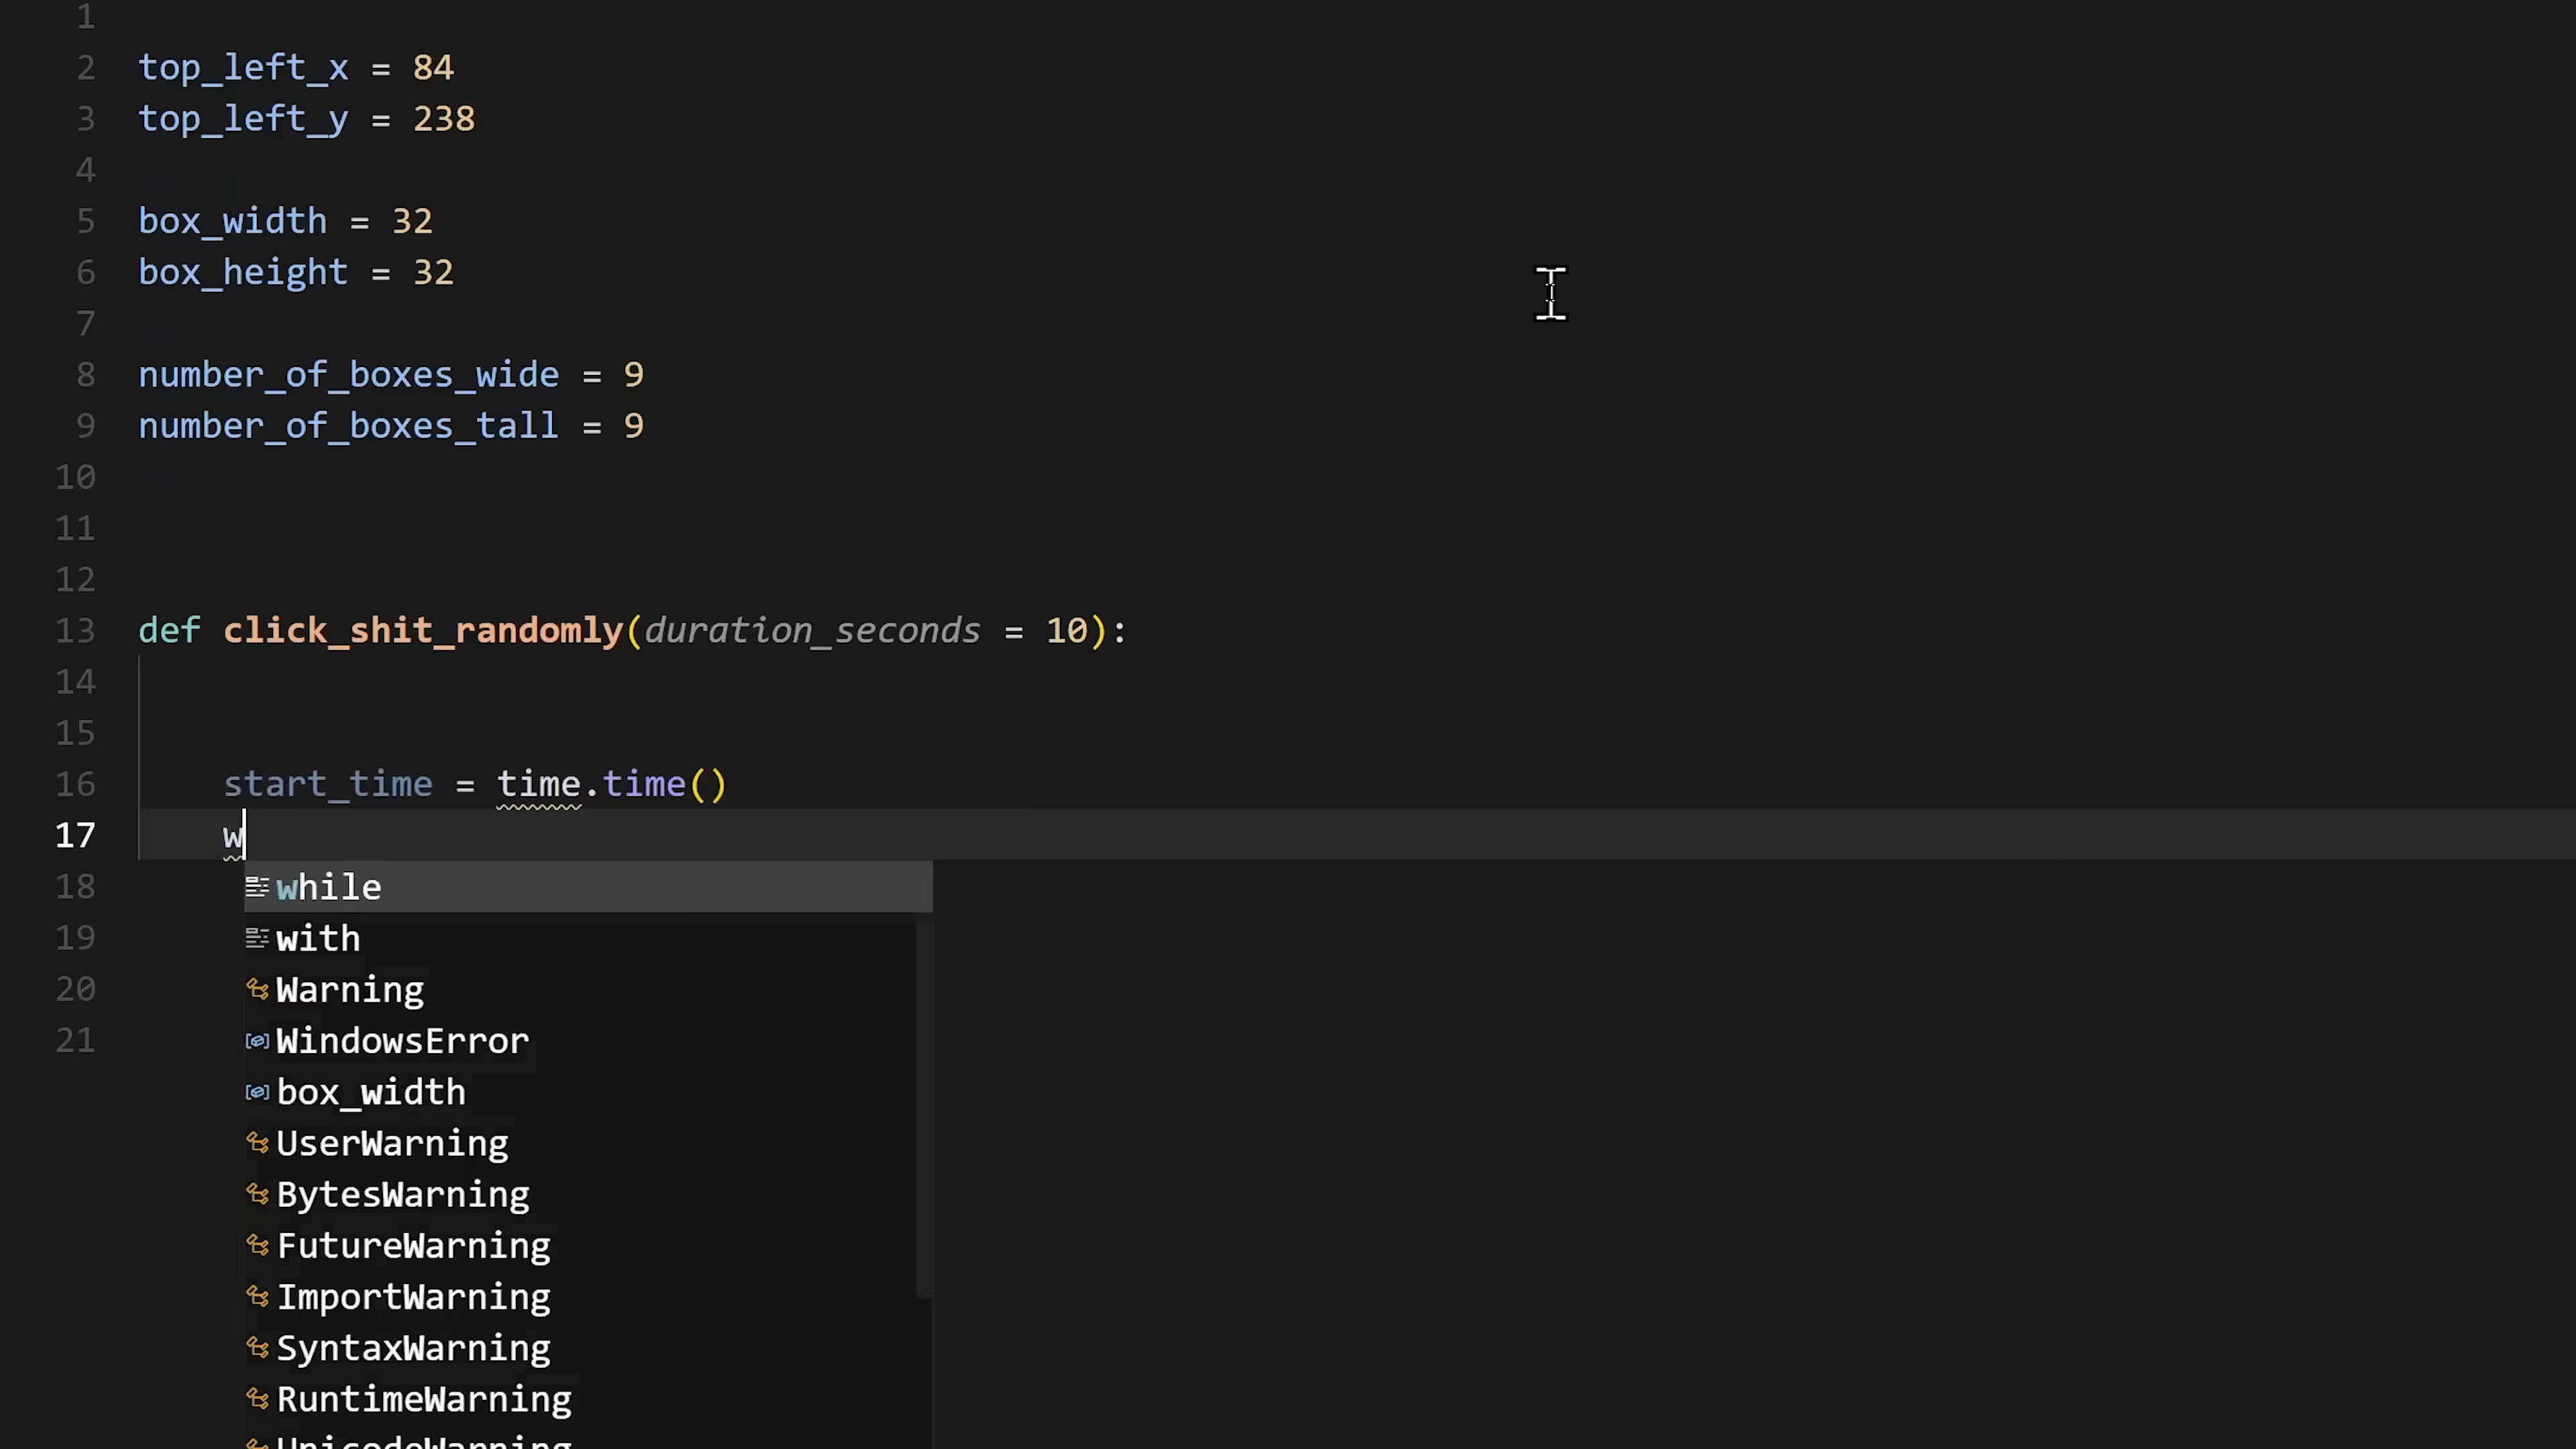 1
2 top_left_x = 84
3 top_left_y = 238
4
5 box_width = 32
6 box_height = 32
7
8 number_of_boxes_wide = 9
9 number_of_boxes_tall = 9
10
11
12
13 def click_shit_randomly(duration_seconds = 10):
14
15
16 start_time = time.time()
17 w
18 while
19 with
20 Warning
21 WindowsError
box_width
UserWarning
BytesWarning
FutureWarning
ImportWarning
SyntaxWarning
RuntimeWarning
UnicodeWarning